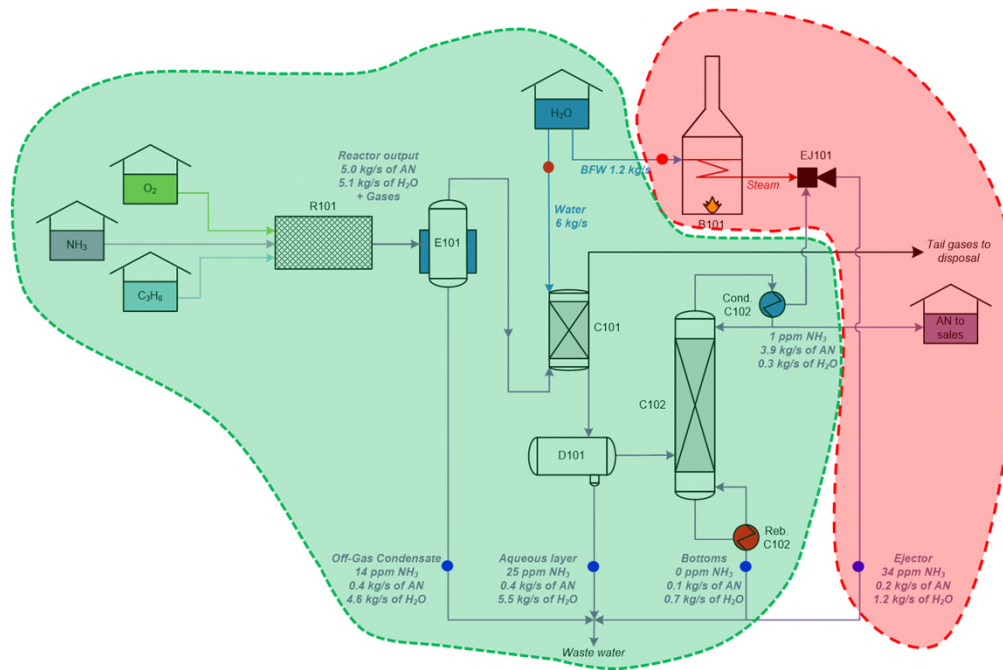 H₂O
EJ101
Reactor output
5.0 kg/s of AN
5.1 kg/s of H₂O
+ Gases
BFW 1.2 kg/s
Steam
O₂
R101
B101
Water
6 kg/s
NH₃
E101
Tail gases to
disposal
C₃H₆
Cond.
C102
AN to
sales
C101
1 ppm NH₃
3.9 kg/s of AN
0.3 kg/s of H₂O
C102
D101
Reb.
C102
Off-Gas Condensate
14 ppm NH₃
0.4 kg/s of AN
4.6 kg/s of H₂O
Aqueous layer
25 ppm NH₃
0.4 kg/s of AN
5.5 kg/s of H₂O
Bottoms
0 ppm NH₃
0.1 kg/s of AN
0.7 kg/s of H₂O
Ejector
34 ppm NH₃
0.2 kg/s of AN
1.2 kg/s of H₂O
Waste water